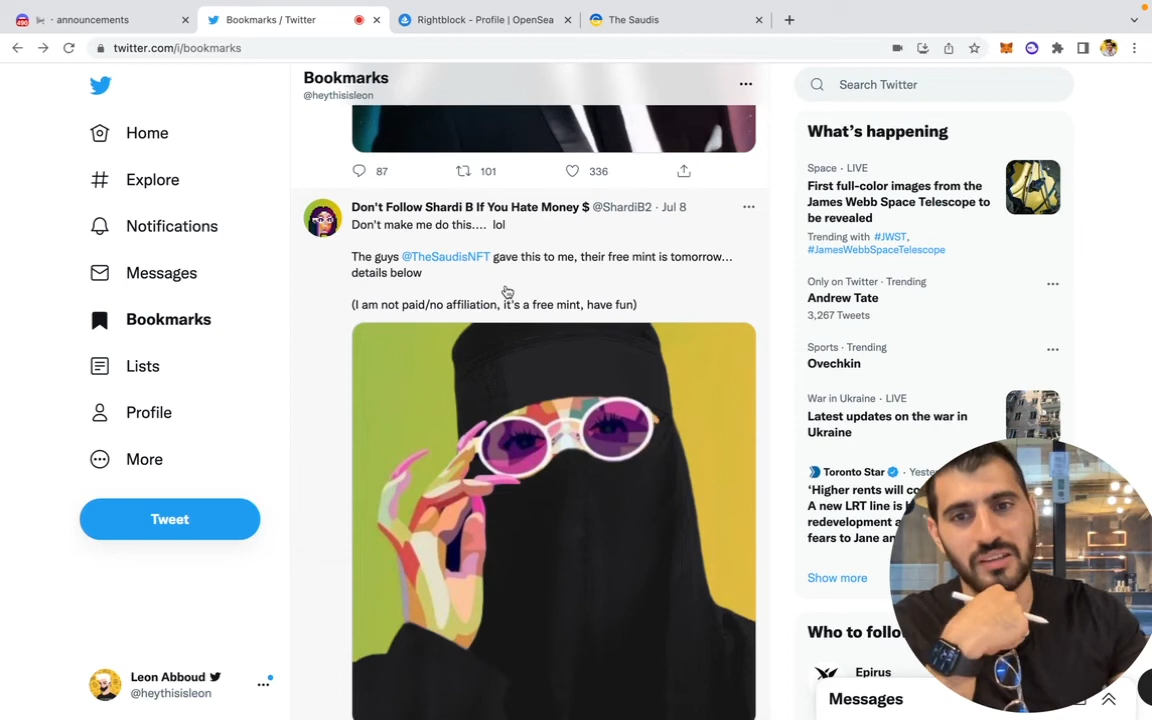 490
announcements
Bookmarks / Twitter
Rightblock - Profile | OpenSea
The Saudis
twitter.com/i/bookmarks
Home
Explore
Notifications
Messages
Bookmarks
Lists
Profile
More
Tweet
Leon Abboud
@heythisisleon
Bookmarks
@heythisisleon
87
101
336
Don't Follow Shardi B If You Hate Money $ @ShardiB2 · Jul 8
Don't make me do this.... lol
The guys @TheSaudisNFT gave this to me, their free mint is tomorrow...
details below
(I am not paid/no affiliation, it's a free mint, have fun)
Search Twitter
What's happening
Space · LIVE
First full-color images from the
James Webb Space Telescope to
be revealed
Trending with #JWST,
#JamesWebbSpaceTelescope
Only on Twitter · Trending
Andrew Tate
3,267 Tweets
Sports · Trending
Ovechkin
War in Ukraine · LIVE
Latest updates on the war in
Ukraine
Toronto Star · Yeste
'Higher rents will co
A new LRT line is b
redevelopment a
fears to Jane an
Show more
Who to follo
Epirus
Messages